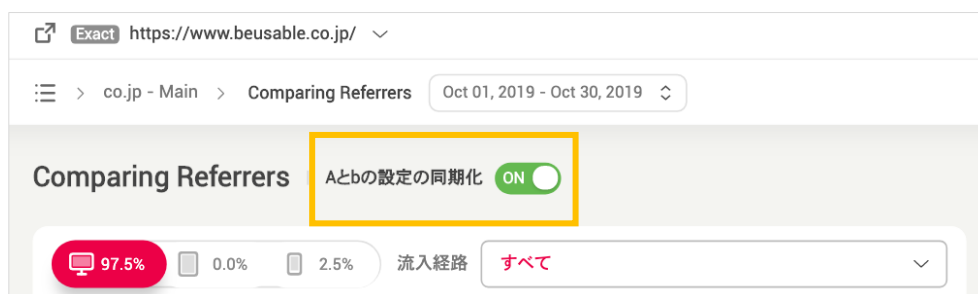 Exact https://www.beusable.co.jp/
co.jp - Main > Comparing Referrers Oct 01, 2019 - Oct 30, 2019
Comparing Referrers Aとbの設定の同期化 ON
97.5% 0.0% 2.5% 流入経路 すべて